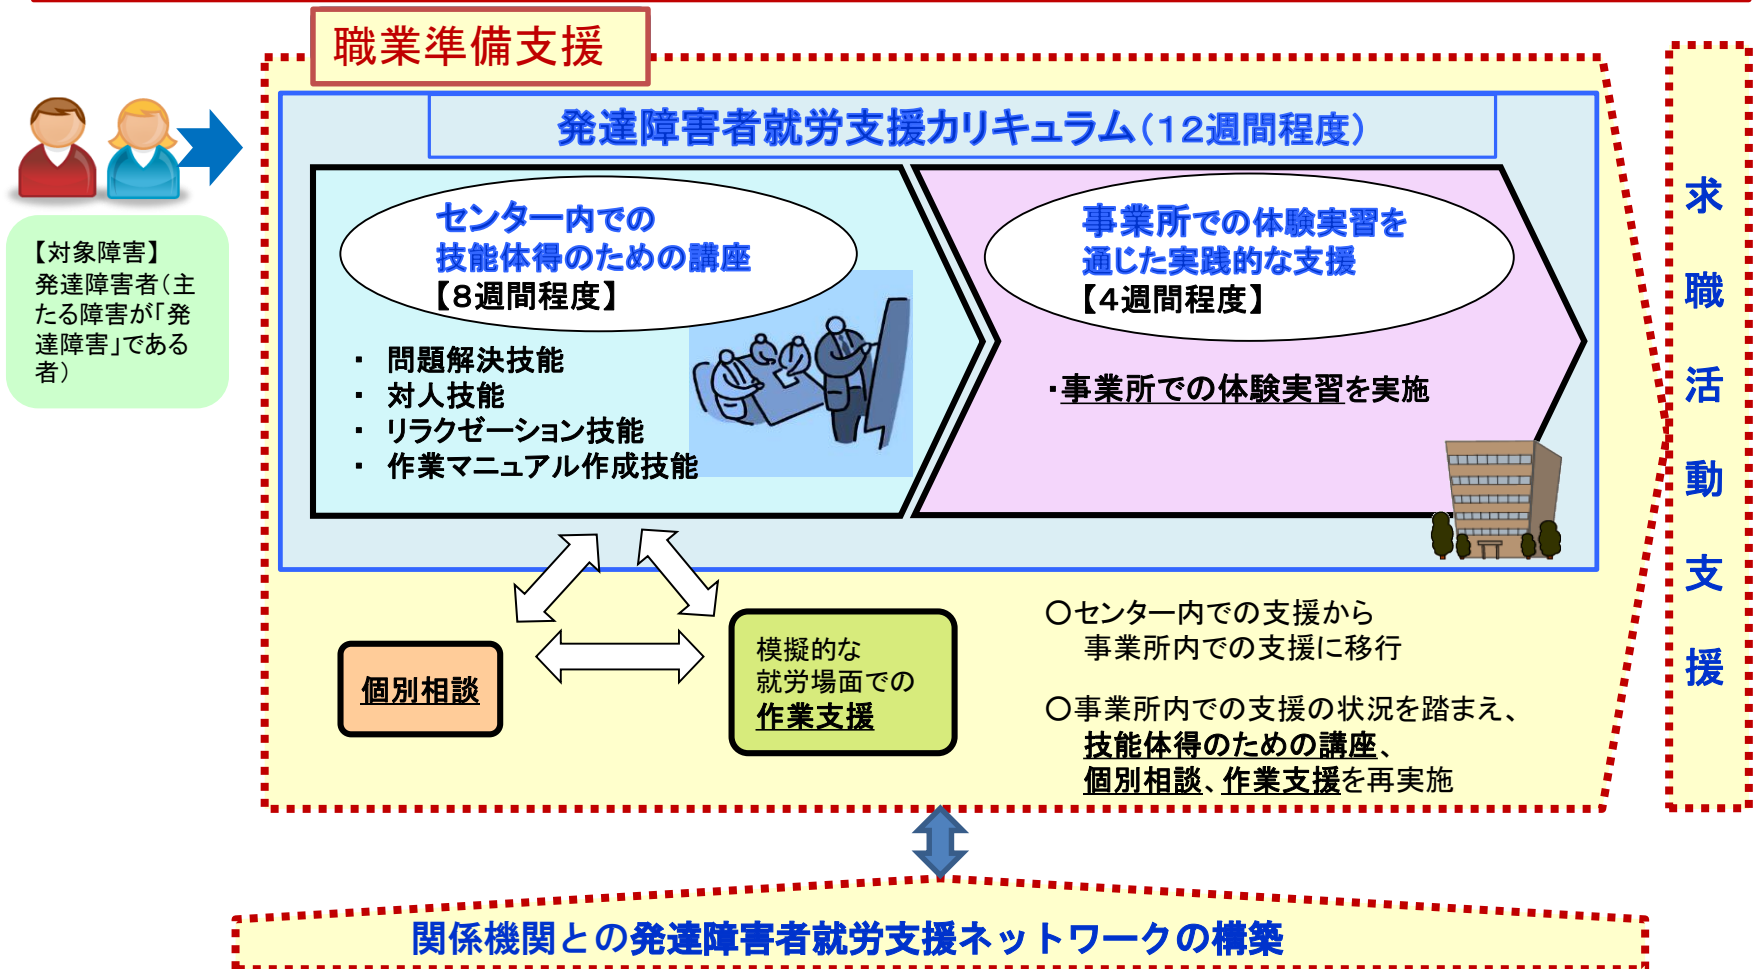 職業準備支援
発達障害者就労支援カリキュラム（12週間程度）
【対象障害】
発達障害者（主
たる障害が「発
達障害」である
者）
センター内での
技能体得のための講座
【8週間程度】
・ 問題解決技能
・ 対人技能
・ リラクゼーション技能
・ 作業マニュアル作成技能
事業所での体験実習を
通じた実践的な支援
【4週間程度】
・事業所での体験実習を実施
個別相談
模擬的な
就労場面での
作業支援
○センター内での支援から
事業所内での支援に移行
○事業所内での支援の状況を踏まえ、
技能体得のための講座、
個別相談、作業支援を再実施
求職活動支援
関係機関との発達障害者就労支援ネットワークの構築